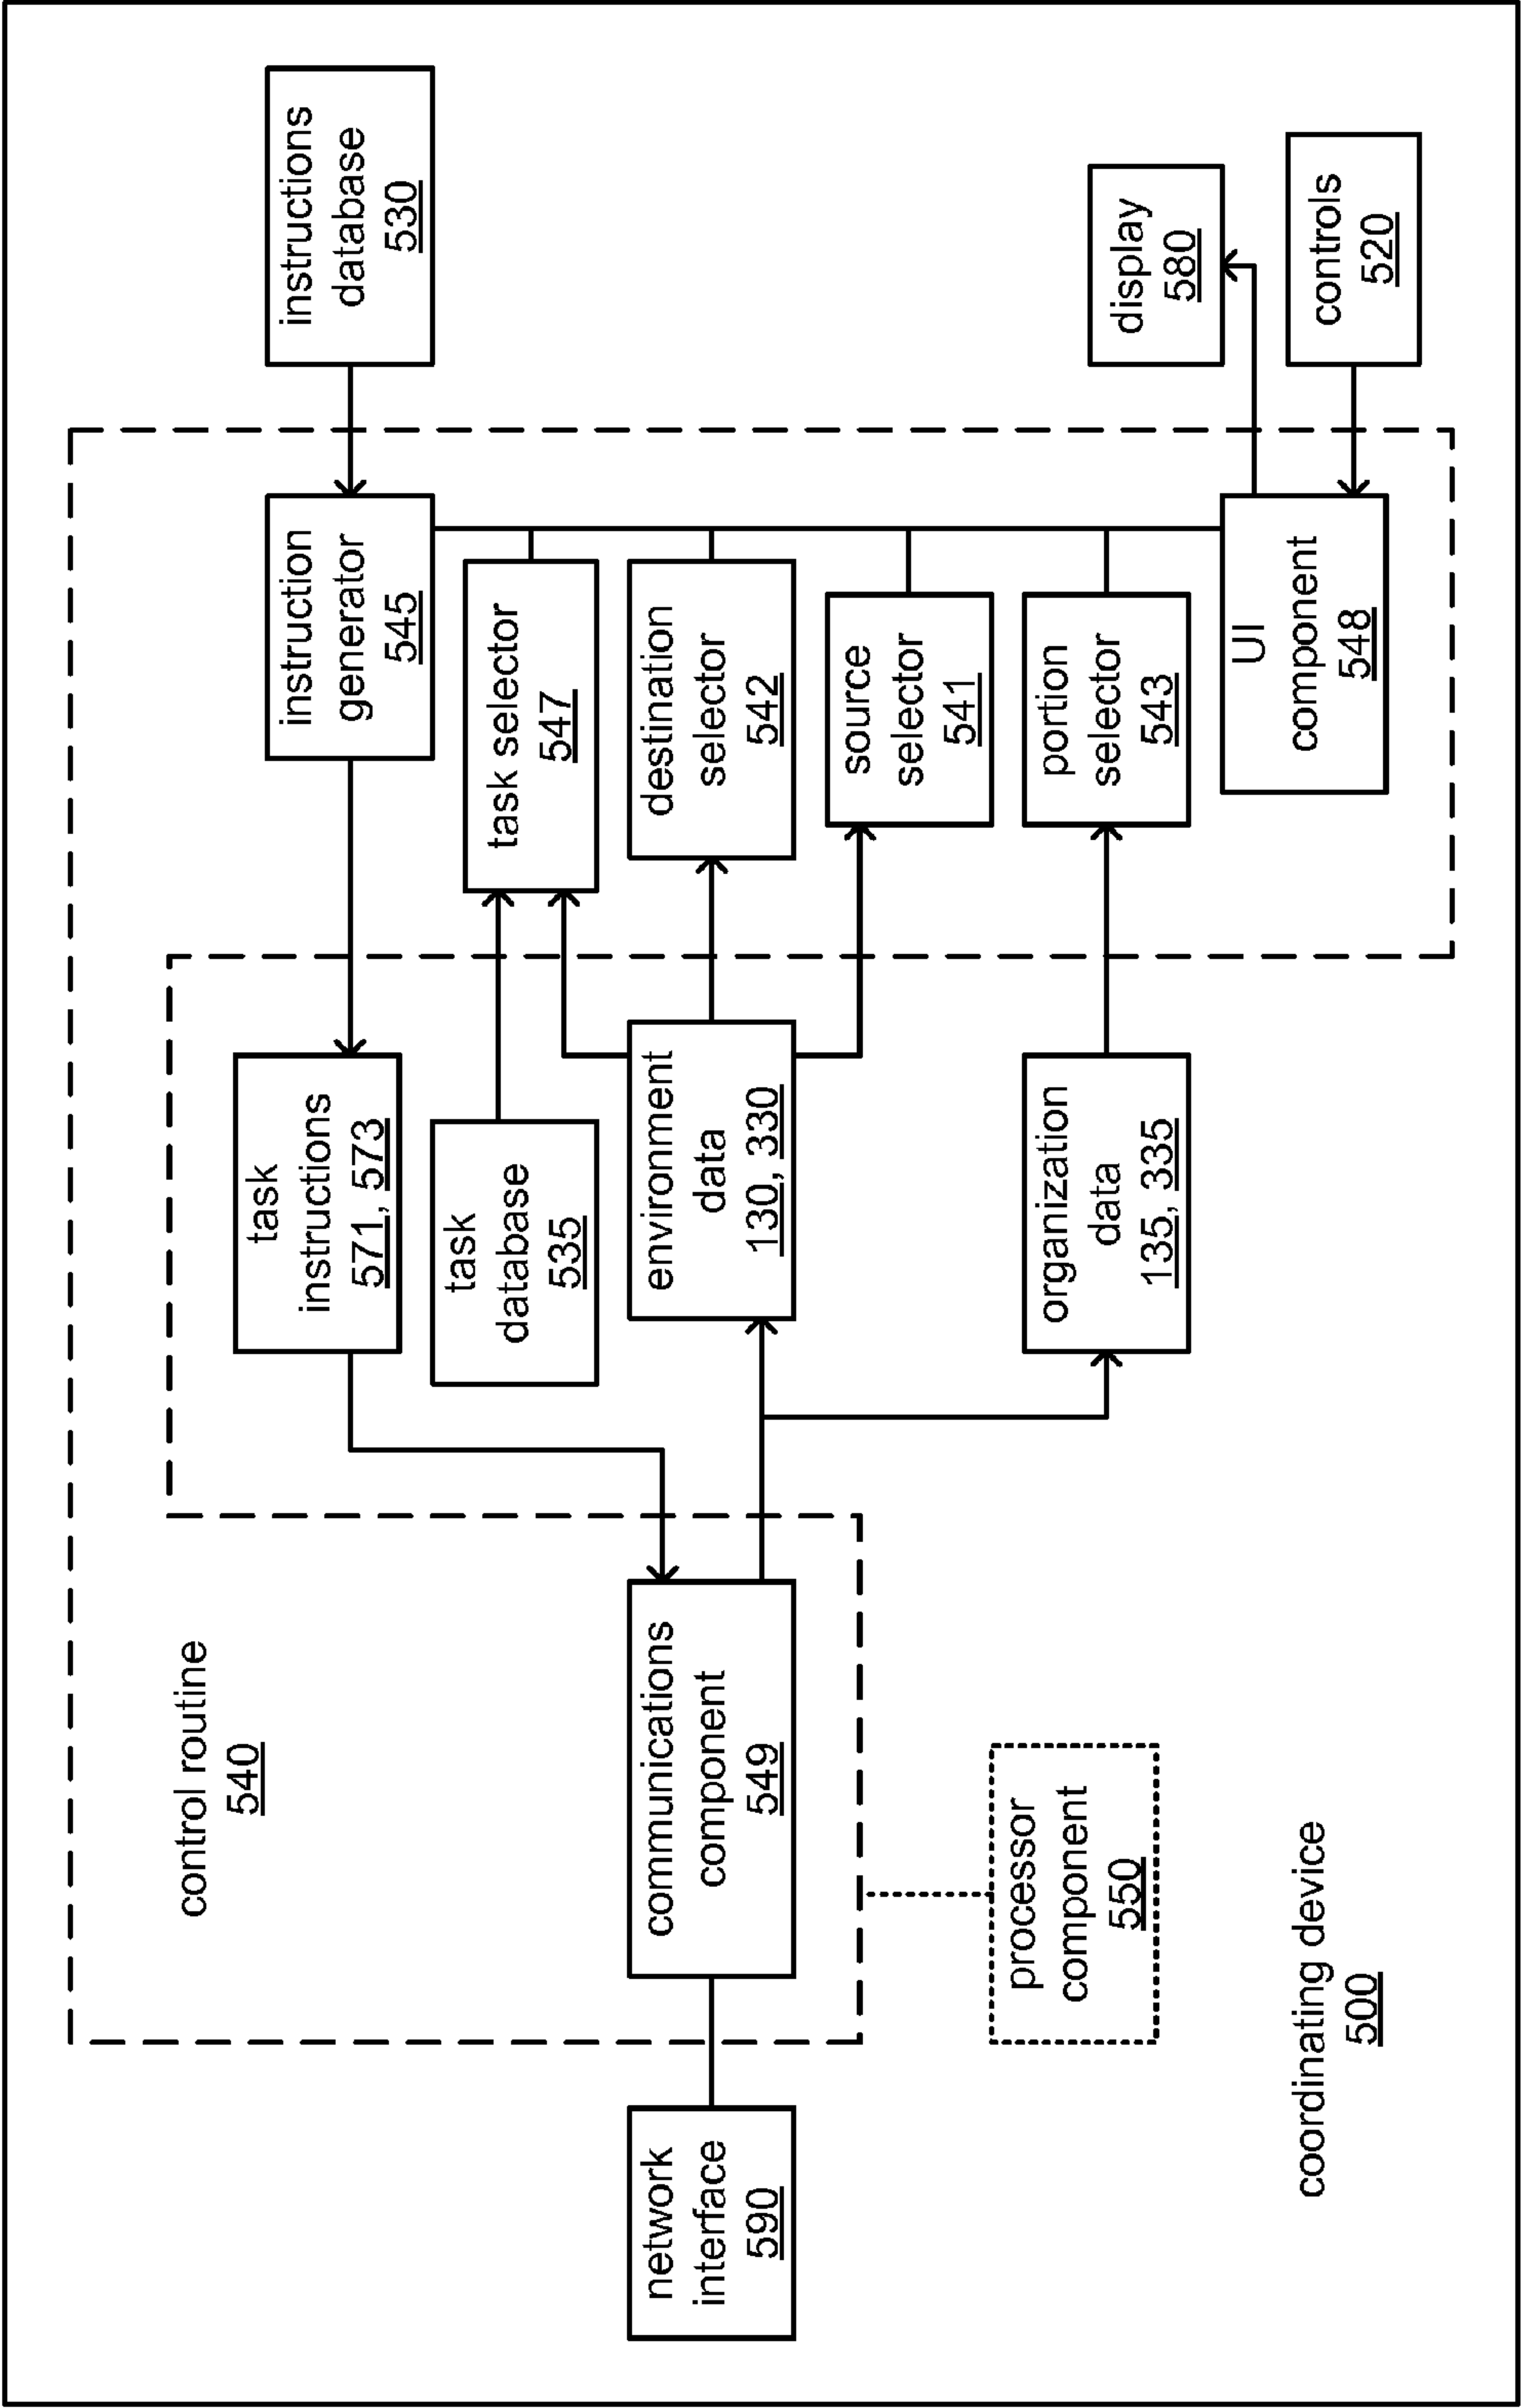 control routine
540
network
interface
590
communications
component
549
processor
component
550
coordinating device
500
task
instructions
571, 573
task
database
535
environment
data
130, 330
organization
data
135, 335
instruction
generator
545
task selector
547
destination
selector
542
source
selector
541
portion
selector
543
UI
component
548
instructions
database
530
display
580
controls
520